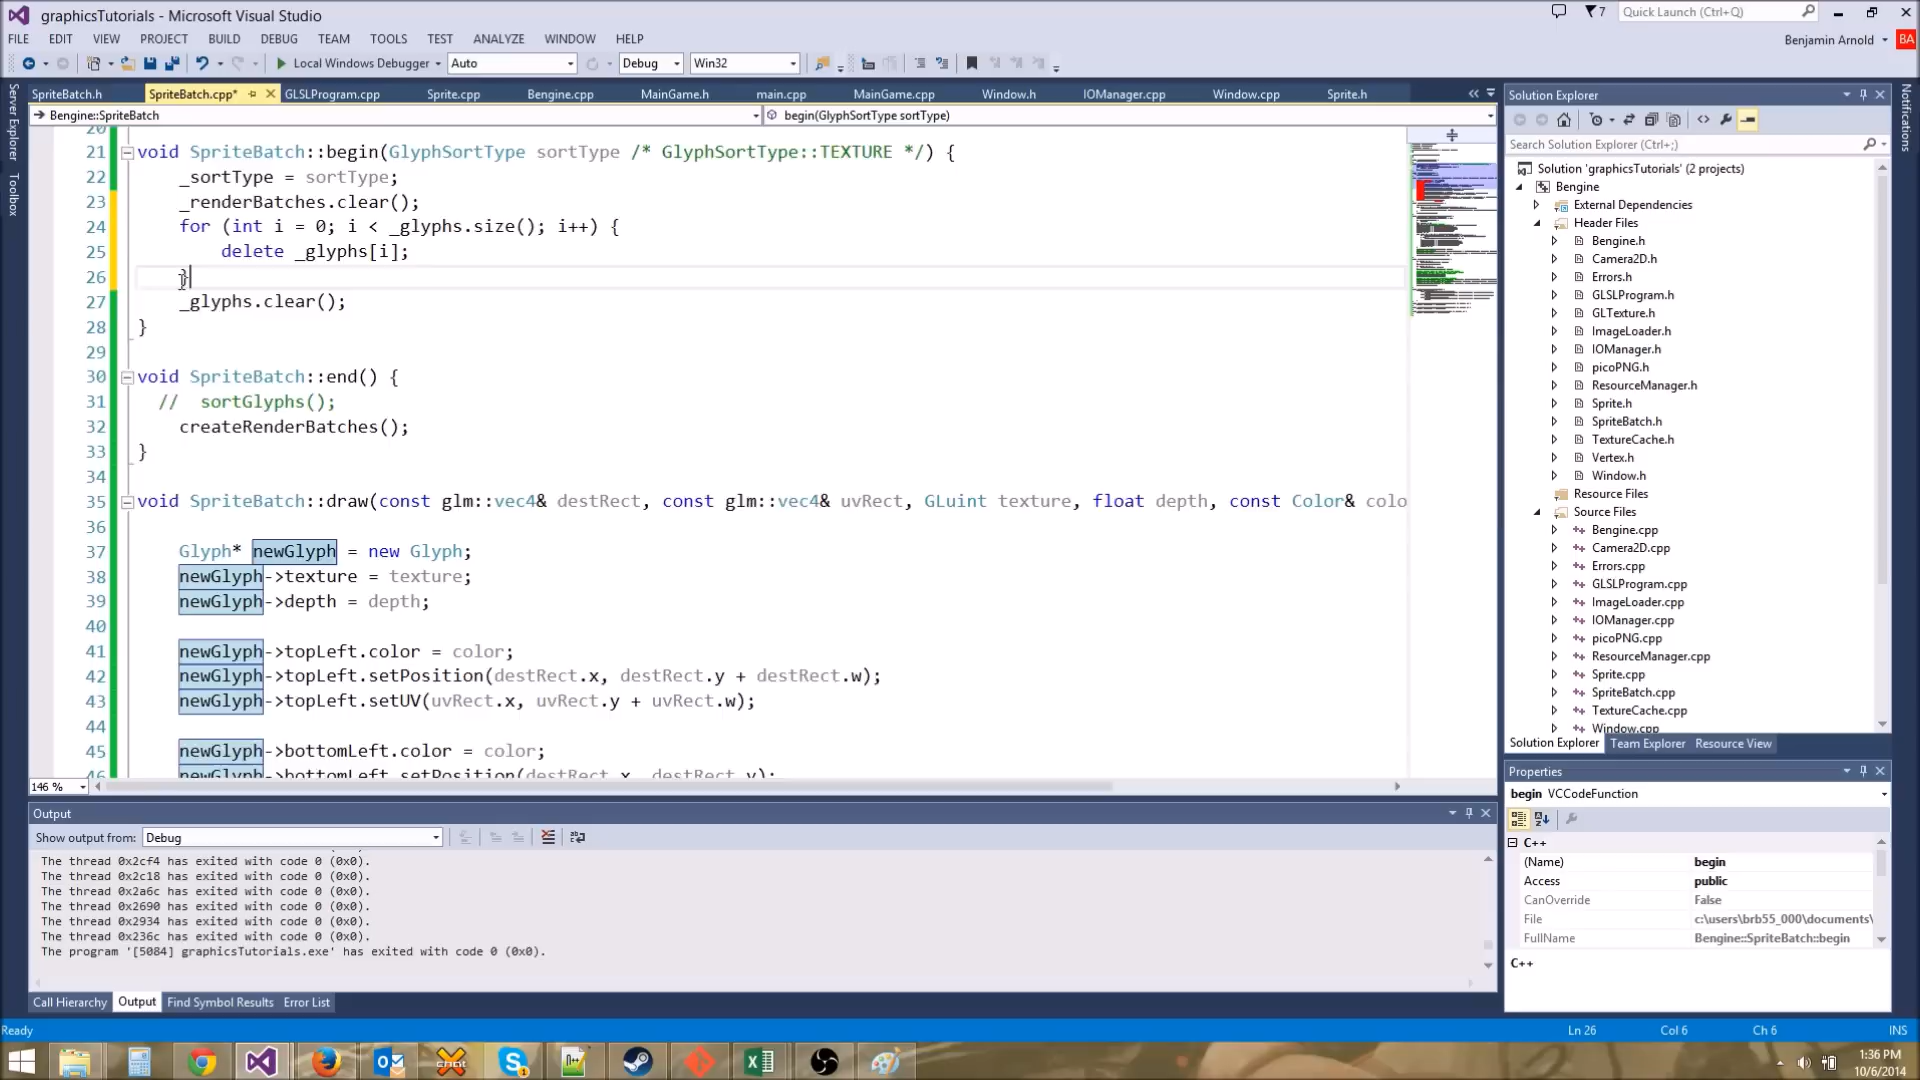 graphicsTutorials - Microsoft Visual Studio
7
Quick Launch (Ctrl+Q)
FILE EDIT VIEW PROJECT BUILD DEBUG TEAM TOOLS TEST ANALYZE WINDOW HELP
Benjamin Arnold BA
Local Windows Debugger Auto Debug Win32
Server Explorer
Toolbox
Notifications
SpriteBatch.h SpriteBatch.cpp* GLSLProgram.cpp Sprite.cpp Bengine.cpp MainGame.h main.cpp MainGame.cpp Window.h IOManager.cpp Window.cpp Sprite.h
Bengine::SpriteBatch begin(GlyphSortType sortType)
20
21 void SpriteBatch::begin(GlyphSortType sortType /* GlyphSortType::TEXTURE */) {
22 _sortType = sortType;
23 _renderBatches.clear();
24 for (int i = 0; i < _glyphs.size(); i++) {
25 delete _glyphs[i];
26 }
27 _glyphs.clear();
28 }
29
30 void SpriteBatch::end() {
31 // sortGlyphs();
32 createRenderBatches();
33 }
34
35 void SpriteBatch::draw(const glm::vec4& destRect, const glm::vec4& uvRect, GLuint texture, float depth, const Color& colo
36
37 Glyph* newGlyph = new Glyph;
38 newGlyph->texture = texture;
39 newGlyph->depth = depth;
40
41 newGlyph->topLeft.color = color;
42 newGlyph->topLeft.setPosition(destRect.x, destRect.y + destRect.w);
43 newGlyph->topLeft.setUV(uvRect.x, uvRect.y + uvRect.w);
44
45 newGlyph->bottomLeft.color = color;
46 newGlyph->bottomLeft.setPosition(destRect.x, destRect.y);
146 %
Output
Show output from: Debug
The thread 0x2cf4 has exited with code 0 (0x0).
The thread 0x2c18 has exited with code 0 (0x0).
The thread 0x2a6c has exited with code 0 (0x0).
The thread 0x2690 has exited with code 0 (0x0).
The thread 0x2934 has exited with code 0 (0x0).
The thread 0x236c has exited with code 0 (0x0).
The program '[5084] graphicsTutorials.exe' has exited with code 0 (0x0).
Call Hierarchy Output Find Symbol Results Error List
Solution Explorer
Search Solution Explorer (Ctrl+;)
Solution 'graphicsTutorials' (2 projects)
Bengine
External Dependencies
Header Files
Bengine.h
Camera2D.h
Errors.h
GLSLProgram.h
GLTexture.h
ImageLoader.h
IOManager.h
picoPNG.h
ResourceManager.h
Sprite.h
SpriteBatch.h
TextureCache.h
Vertex.h
Window.h
Resource Files
Source Files
Bengine.cpp
Camera2D.cpp
Errors.cpp
GLSLProgram.cpp
ImageLoader.cpp
IOManager.cpp
picoPNG.cpp
ResourceManager.cpp
Sprite.cpp
SpriteBatch.cpp
TextureCache.cpp
Window.cpp
Solution Explorer Team Explorer Resource View
Properties
begin VCCodeFunction
C++
(Name) begin
Access public
CanOverride False
File c:\users\brb55_000\documents\
FullName Bengine::SpriteBatch::begin
C++
Ready Ln 26 Col 6 Ch 6 INS
1:36 PM
10/6/2014